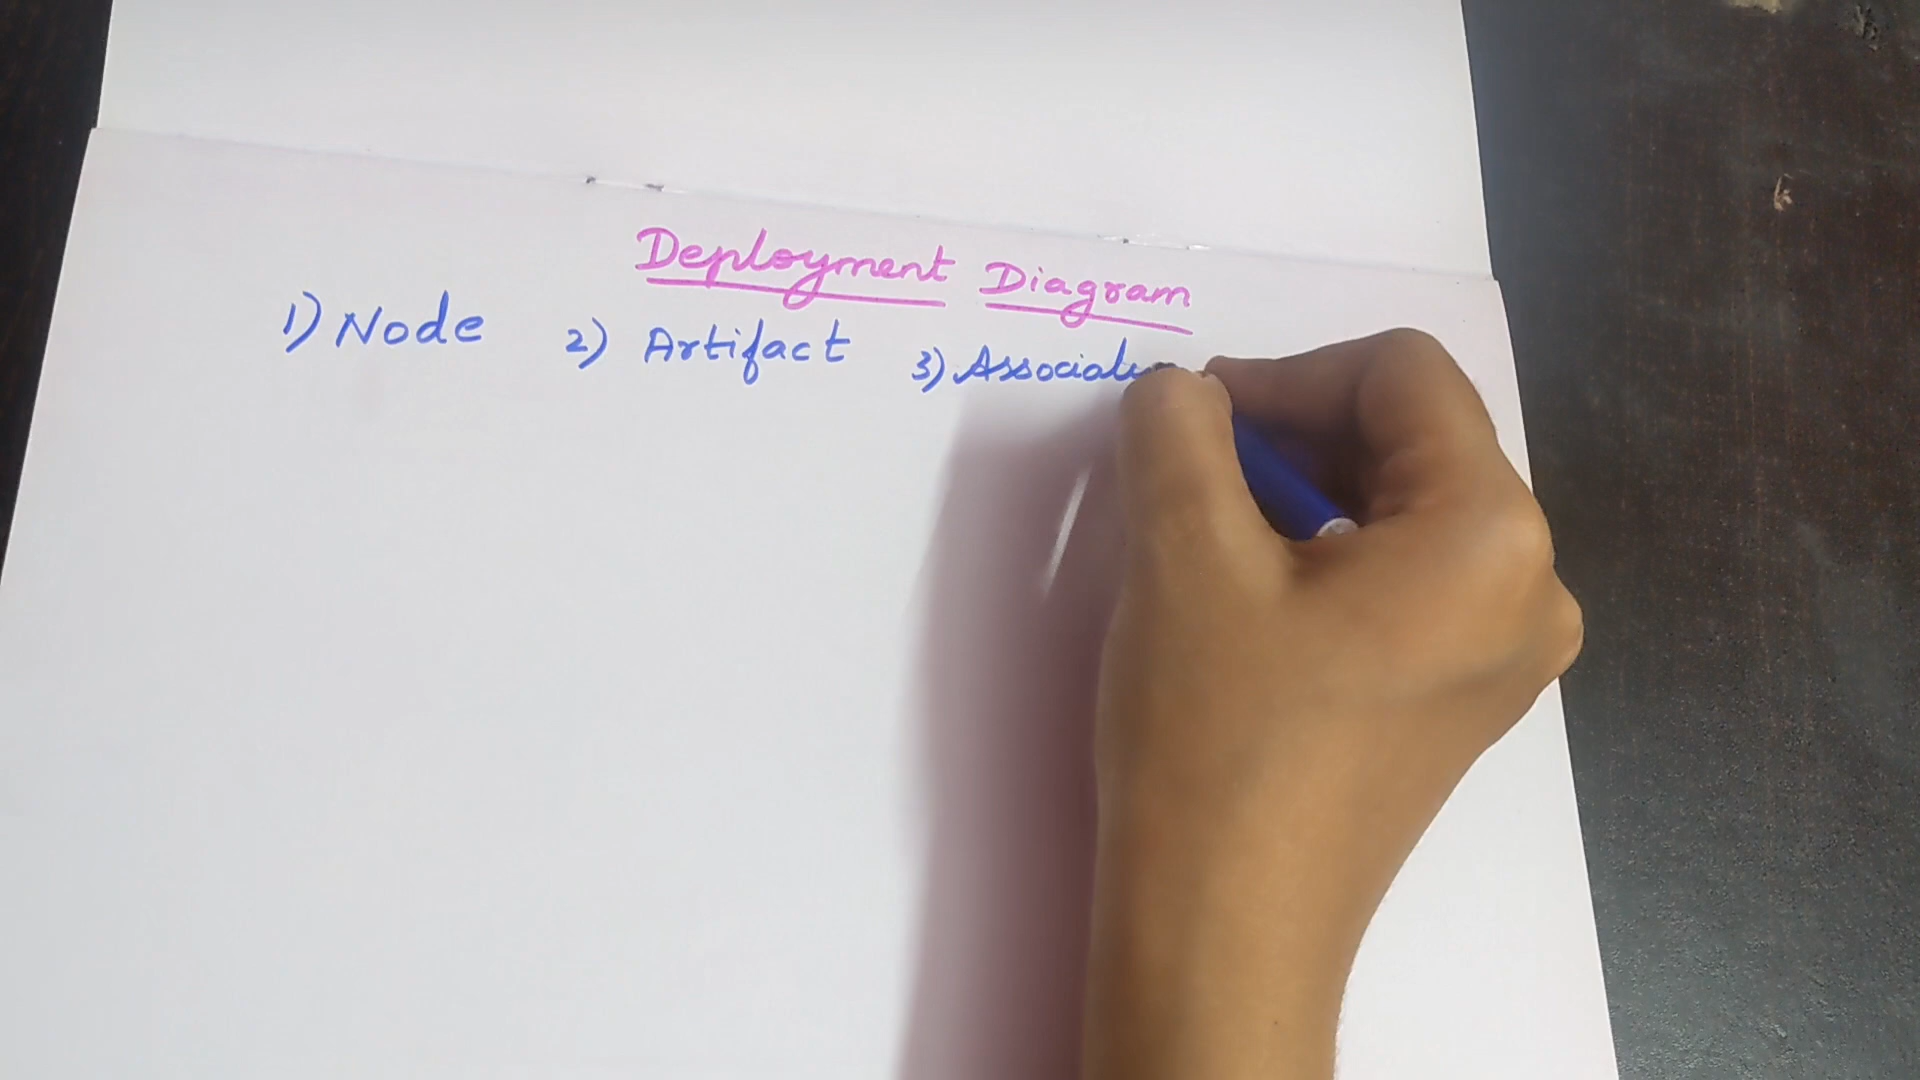 Deployment Diagram
1) Node 2) Artifact 3)